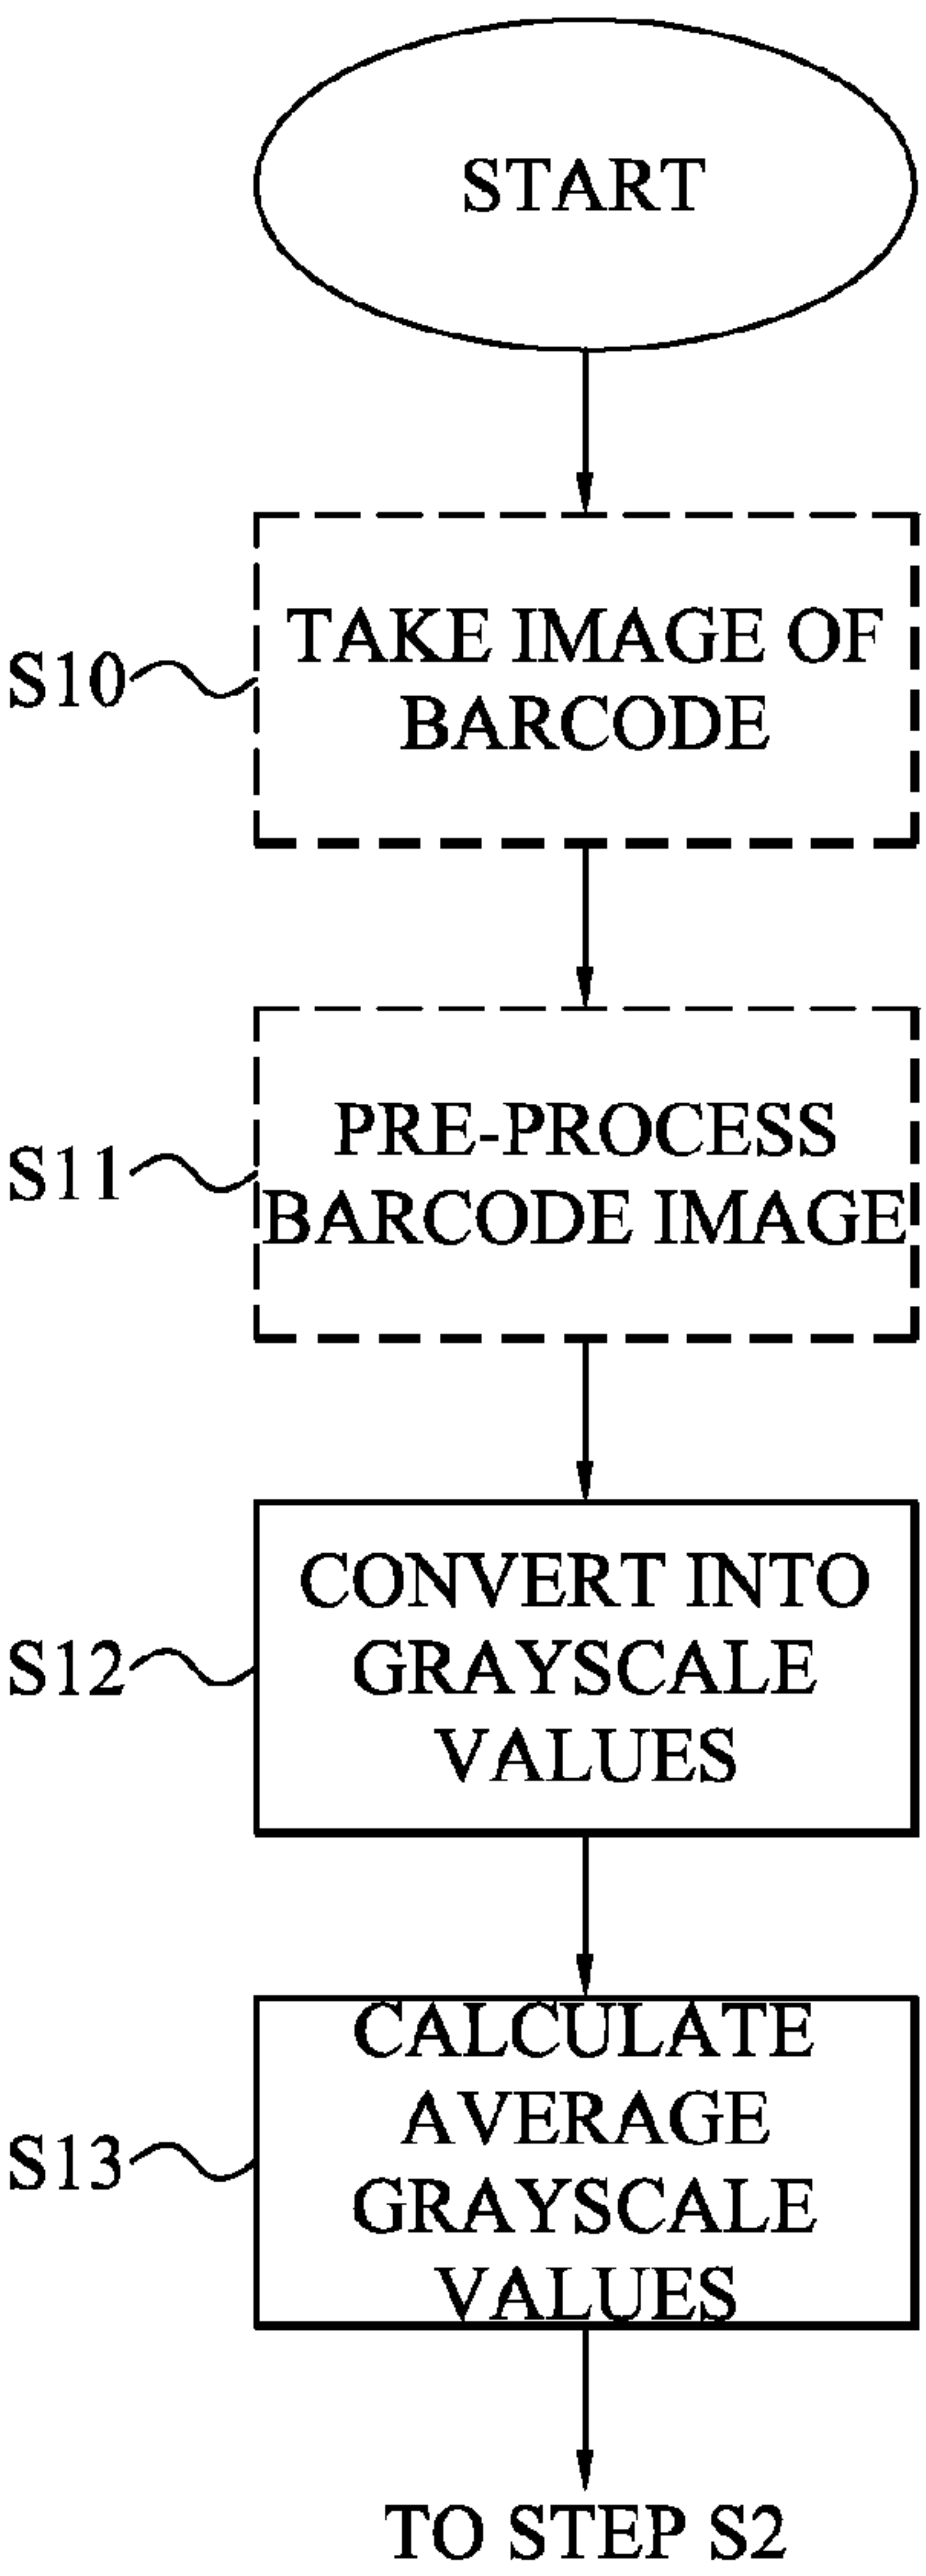 START
TAKE IMAGE OF
BARCODE
S10
PRE-PROCESS
BARCODE IMAGE
S11
CONVERT INTO
GRAYSCALE
VALUES
S12
CALCULATE
AVERAGE
GRAYSCALE
VALUES
S13
TO STEP S2